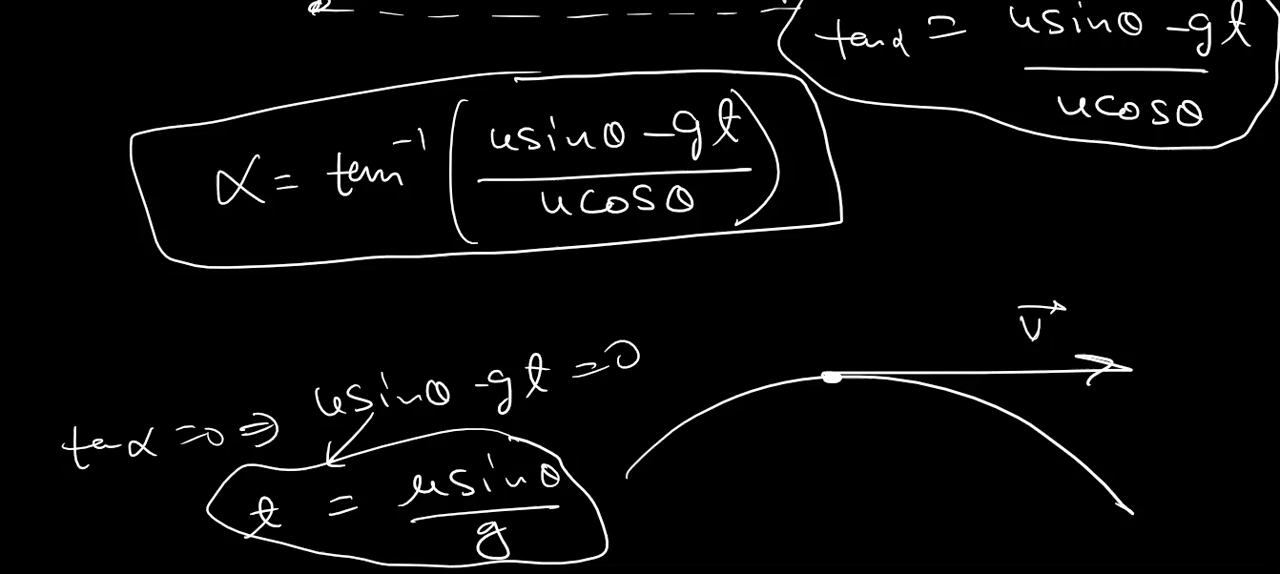 tanα = usinθ - gt / ucosθ
α = tan⁻¹ ( usinθ - gt / ucosθ )
V⃗
tanα = 0 ⇒ usinθ - gt = 0
t = usinθ / g